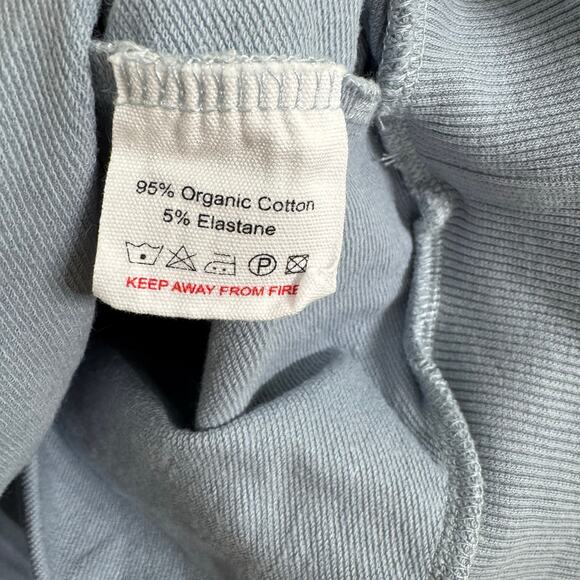 95% Organic Cotton
5% Elastane
P
KEEP AWAY FROM FIRE